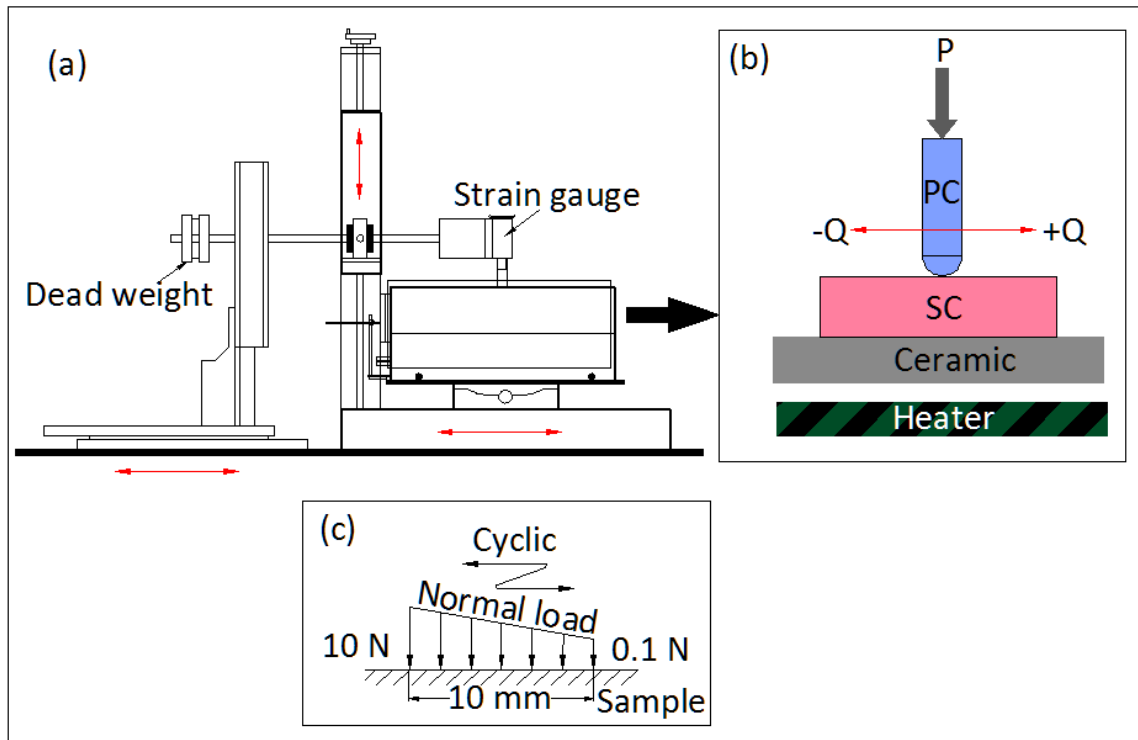 (a)
Strain gauge
Dead weight
(b)
P
PC
-Q
+Q
SC
Ceramic
Heater
(c)
Cyclic
Normal load
10 N
0.1 N
10 mm
Sample